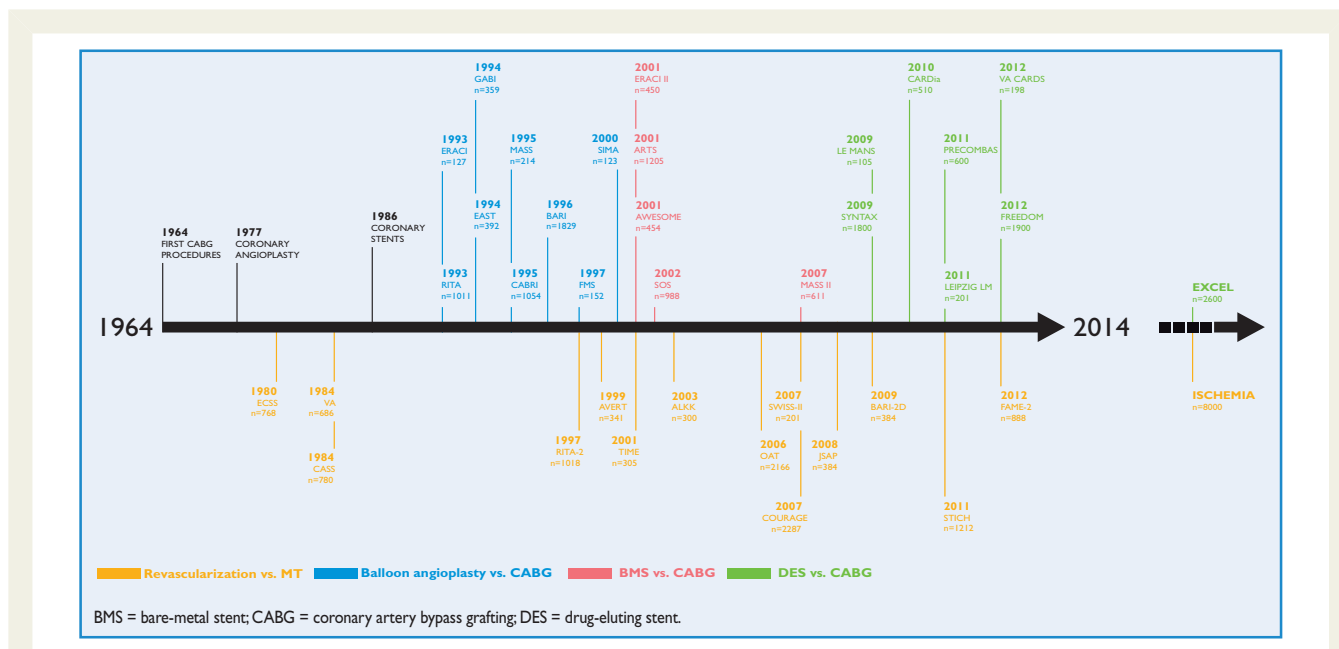 1994
GABI
n=359
2001
ERACI II
n=450
2010
CARDia
n=510
2012
VA CARDS
n=198
1993
ERACI
n=127
1995
MASS
n=214
2000
SIMA
n=123
2001
ARTS
n=1205
2009
LE MANS
n=105
2011
PRECOMBAS
n=600
1964
FIRST CABG
PROCEDURES
1977
CORONARY
ANGIOPLASTY
1986
CORONARY
STENTS
1994
EAST
n=392
1996
BARI
n=1829
2001
AWESOME
n=454
2009
SYNTAX
n=1800
2012
FREEDOM
n=1900
1993
RITA
n=1011
1995
CABRI
n=1054
1997
FMS
n=152
2002
SOS
n=988
2007
MASS II
n=611
2011
LEIPZIG LM
n=201
EXCEL
n=2600
1964
2014
1980
ECSS
n=768
1984
VA
n=686
1999
AVERT
n=341
2003
ALKK
n=300
2007
SWISS-II
n=201
2009
BARI-2D
n=384
2012
FAME-2
n=888
ISCHEMIA
n=8000
1984
CASS
n=780
1997
RITA-2
n=1018
2001
TIME
n=305
2006
OAT
n=2166
2008
JSAP
n=384
2007
COURAGE
n=2287
2011
STICH
n=1212
Revascularization vs. MT
Balloon angioplasty vs. CABG
BMS vs. CABG
DES vs. CABG
BMS = bare-metal stent; CABG = coronary artery bypass grafting; DES = drug-eluting stent.